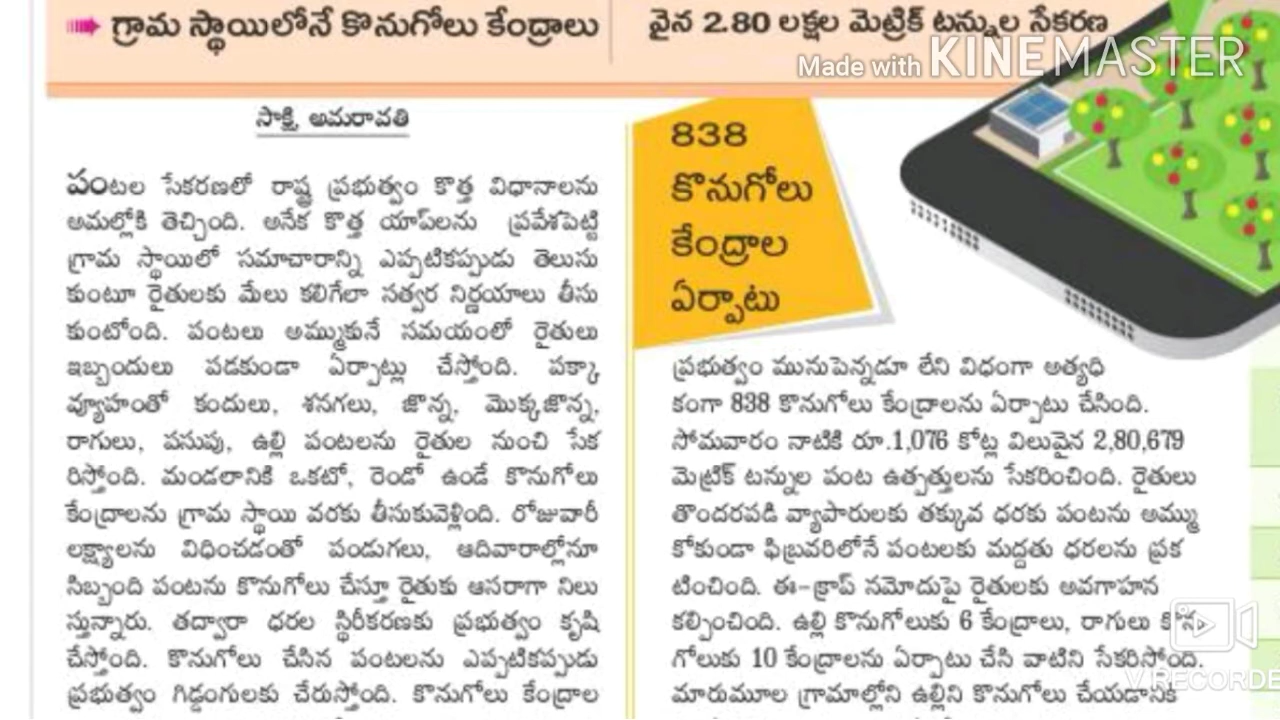 గ్రామ స్థాయిలోనే కొనుగోలు కేంద్రాలు
వైన 2.80 లక్షల మెట్రిక్ టన్నుల సేకరణ
Made with KINEMASTER
సాక్షి, అమరావతి
పంటల సేకరణలో రాష్ట్ర ప్రభుత్వం కొత్త విధానాలను
అమల్లోకి తెచ్చింది. అనేక కొత్త యాప్‌లను ప్రవేశపెట్టి
గ్రామ స్థాయిలో సమాచారాన్ని ఎప్పటికప్పుడు తెలుసు
కుంటూ రైతులకు మేలు కలిగేలా సత్వర నిర్ణయాలు తీసు
కుంటోంది. పంటలు అమ్ముకునే సమయంలో రైతులు
ఇబ్బందులు పడకుండా ఏర్పాట్లు చేస్తోంది. పక్కా
వ్యూహంతో కందులు, శనగలు, జొన్న, మొక్కజొన్న,
రాగులు, పసుపు, ఉల్లి పంటలను రైతుల నుంచి సేక
రిస్తోంది. మండలానికి ఒకటో, రెండో ఉండే కొనుగోలు
కేంద్రాలను గ్రామ స్థాయి వరకు తీసుకువెళ్లింది. రోజువారీ
లక్ష్యాలను విధించడంతో పండుగలు, ఆదివారాల్లోనూ
సిబ్బంది పంటను కొనుగోలు చేస్తూ రైతుకు ఆసరాగా నిలు
స్తున్నారు. తద్వారా ధరల స్థిరీకరణకు ప్రభుత్వం కృషి
చేస్తోంది. కొనుగోలు చేసిన పంటలను ఎప్పటికప్పుడు
ప్రభుత్వం గిడ్డంగులకు చేరుస్తోంది. కొనుగోలు కేంద్రాల
838
కొనుగోలు
కేంద్రాల
ఏర్పాటు
ప్రభుత్వం మునుపెన్నడూ లేని విధంగా అత్యధి
కంగా 838 కొనుగోలు కేంద్రాలను ఏర్పాటు చేసింది.
సోమవారం నాటికి రూ.1,076 కోట్ల విలువైన 2,80,679
మెట్రిక్ టన్నుల పంట ఉత్పత్తులను సేకరించింది. రైతులు
తొందరపడి వ్యాపారులకు తక్కువ ధరకు పంటను అమ్ము
కోకుండా ఫిబ్రవరిలోనే పంటలకు మద్దతు ధరలను ప్రక
టించింది. ఈ-క్రాప్ నమోదుపై రైతులకు అవగాహన
కల్పించింది. ఉల్లి కొనుగోలుకు 6 కేంద్రాలు, రాగులు కొను
గోలుకు 10 కేంద్రాలను ఏర్పాటు చేసి వాటిని సేకరిస్తోంది.
మారుమూల గ్రామాల్లోని ఉల్లిని కొనుగోలు చేయడానికి
VIRECORDE